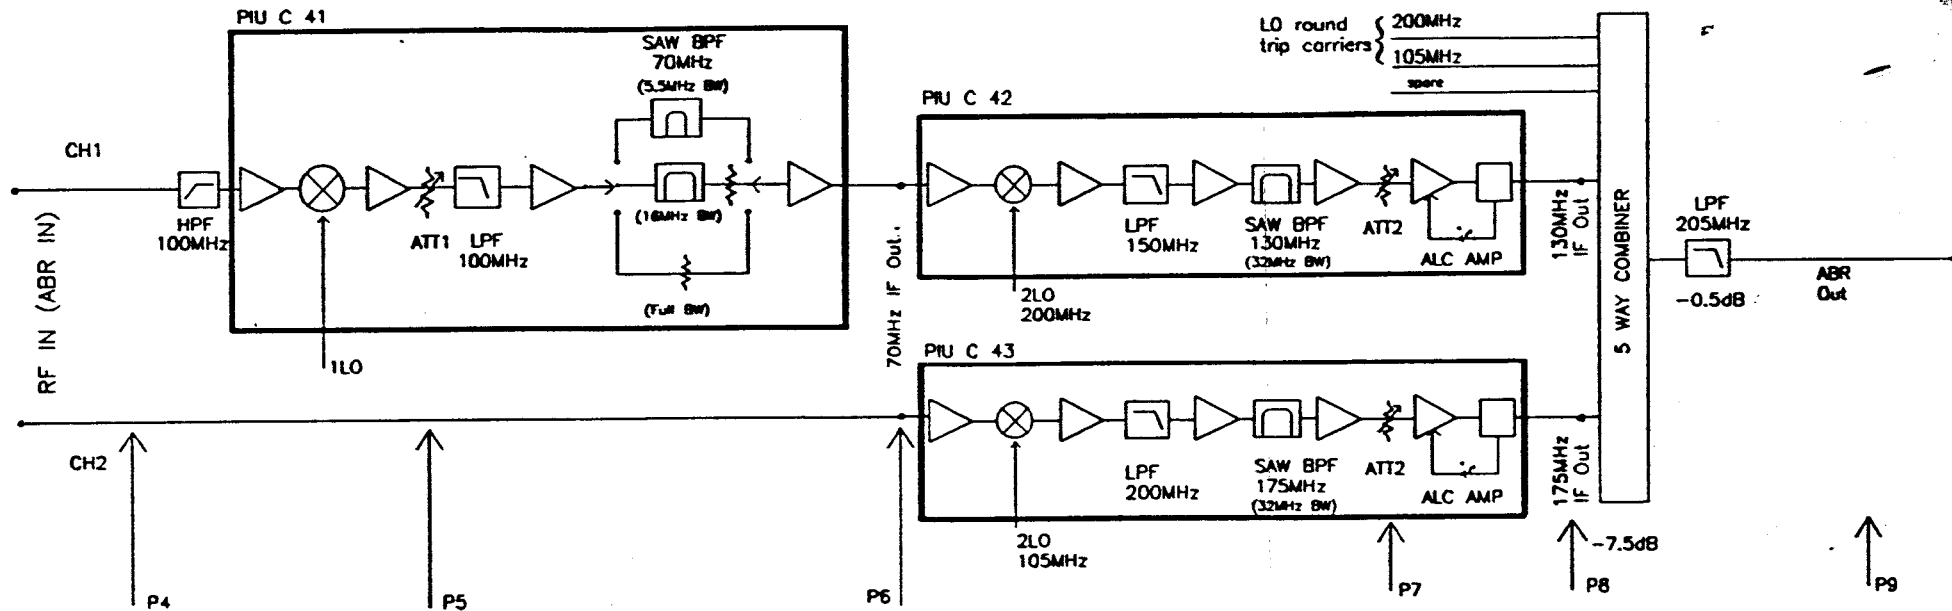 PIU C 41
SAW BPF
70MHz
(5.5MHz BW)
CH1
HPF
100MHz
ATT1
LPF
100MHz
(16MHz BW)
(Full BW)
1LO
RF IN (ABR IN)
CH2
70MHz IF Out.
LO round
trip carriers
200MHz
105MHz
spare
PIU C 42
LPF
150MHz
SAW BPF
130MHz
(32MHz BW)
ATT2
ALC AMP
2LO
200MHz
130MHz
IF Out
PIU C 43
LPF
200MHz
SAW BPF
175MHz
(32MHz BW)
ATT2
ALC AMP
2LO
105MHz
175MHz
IF Out
5 WAY COMBINER
-7.5dB
LPF
205MHz
-0.5dB
ABR
Out
P4
P5
P6
P7
P8
P9